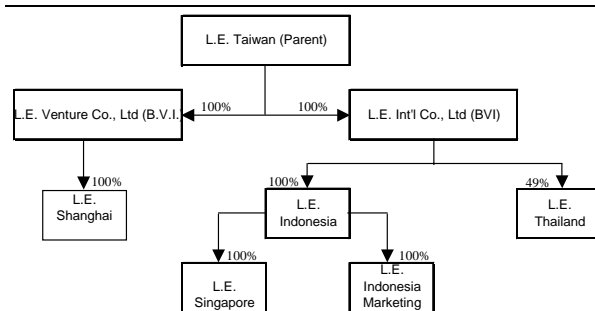 L.E. Taiwan (Parent)
100%
100%
L.E. Venture Co., Ltd (B.V.I.)
L.E. Int'l Co., Ltd (BVI)
100%
100%
49%
L.E.
Shanghai
L.E.
Indonesia
L.E.
Thailand
100%
100%
L.E.
Singapore
L.E.
Indonesia
Marketing